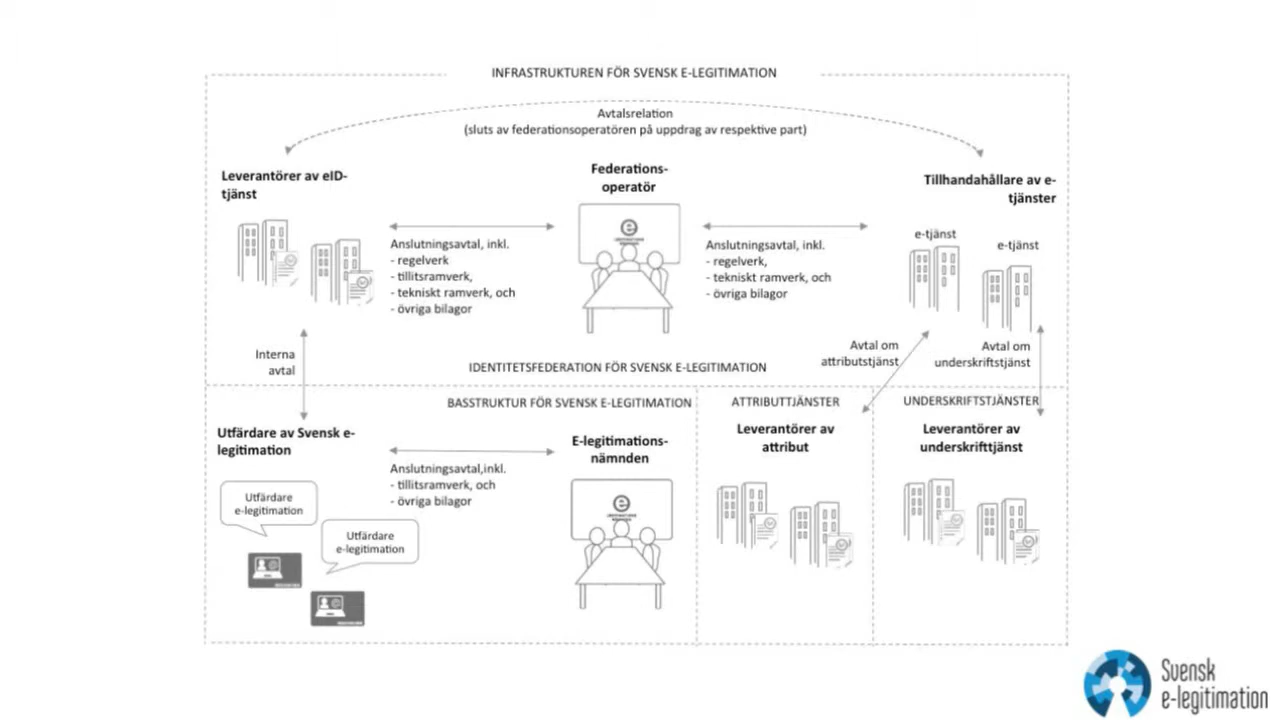 INFRASTRUKTUREN FÖR SVENSK E-LEGITIMATION
Avtalsrelation
(sluts av federationsoperatören på uppdrag av respektive part)
Leverantörer av eID-
tjänst
Federations-
operatör
Tillhandahållare av e-
tjänster
e-tjänst
e-tjänst
Anslutningsavtal, inkl.
- regelverk
- tillitsramverk,
- tekniskt ramverk, och
- övriga bilagor
Anslutningsavtal, inkl.
- regelverk,
- tekniskt ramverk, och
- övriga bilagor
Interna
avtal
Avtal om
attributstjänst
Avtal om
underskriftstjänst
IDENTITETSFEDERATION FÖR SVENSK E-LEGITIMATION
BASSTRUKTUR FÖR SVENSK E-LEGITIMATION
ATTRIBUTTJÄNSTER
UNDERSKRIFTSTJÄNSTER
Utfärdare av Svensk e-
legitimation
Anslutningsavtal,inkl.
- tillitsramverk, och
- övriga bilagor
E-legitimations-
nämnden
Leverantörer av
attribut
Leverantörer av
underskrifttjänst
Utfärdare
e-legitimation
Utfärdare
e-legitimation
Svensk
e-legitimation